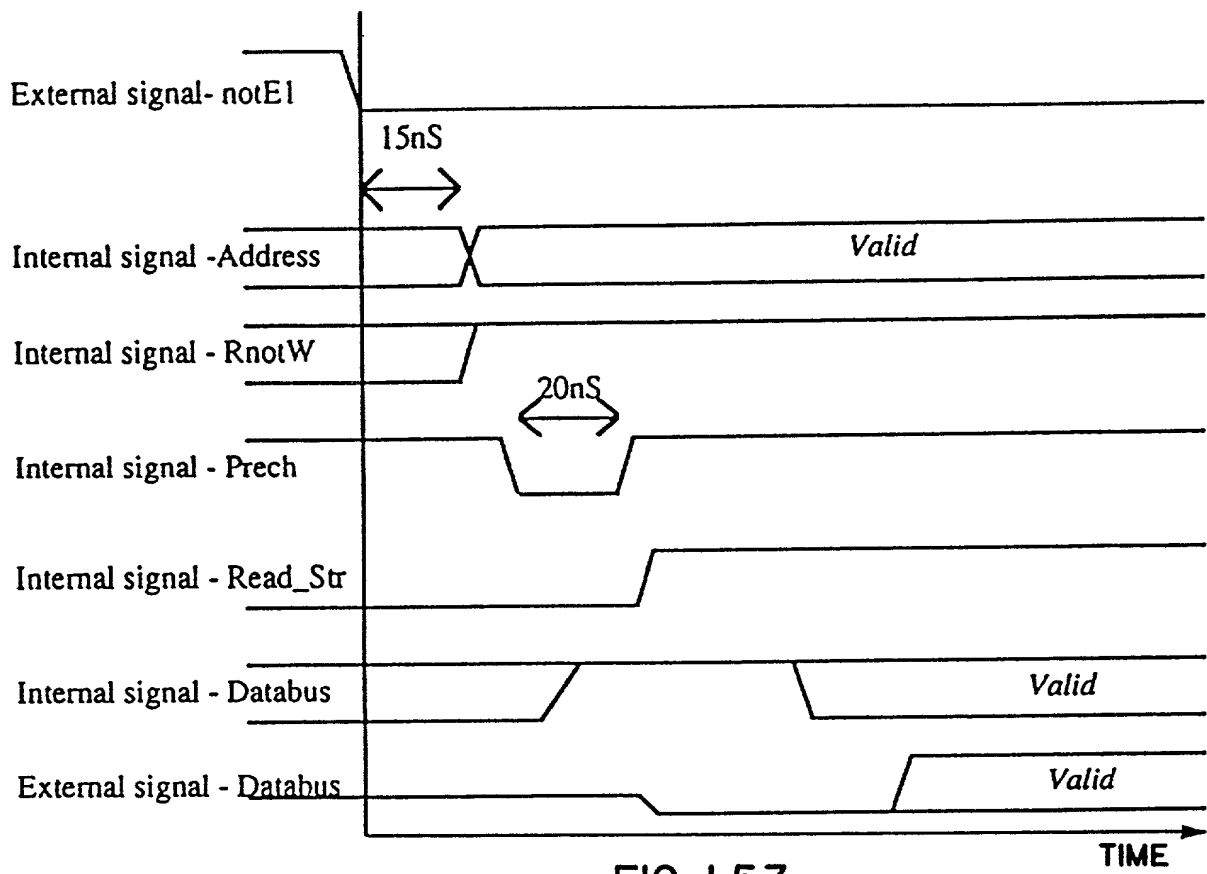 External signal- notE1
15nS
Internal signal -Address
Valid
Internal signal - RnotW
20nS
Internal signal - Prech
Internal signal - Read_Str
Internal signal - Databus
Valid
External signal - Databus
Valid
TIME